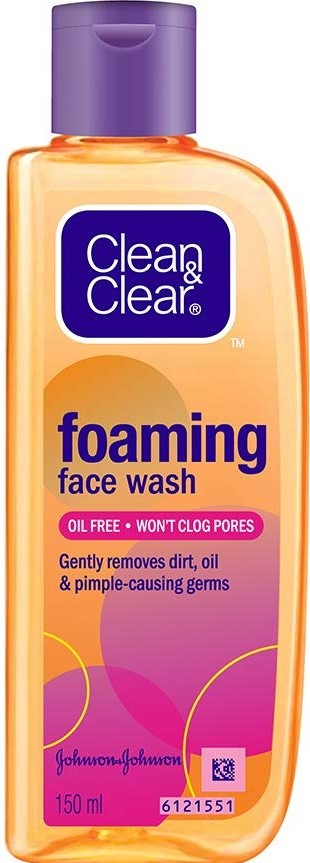 Clean
&
Clear®
™
foaming
face wash
OIL FREE • WON'T CLOG PORES
Gently removes dirt, oil
& pimple-causing germs
Johnson & Johnson
150 ml
6121551